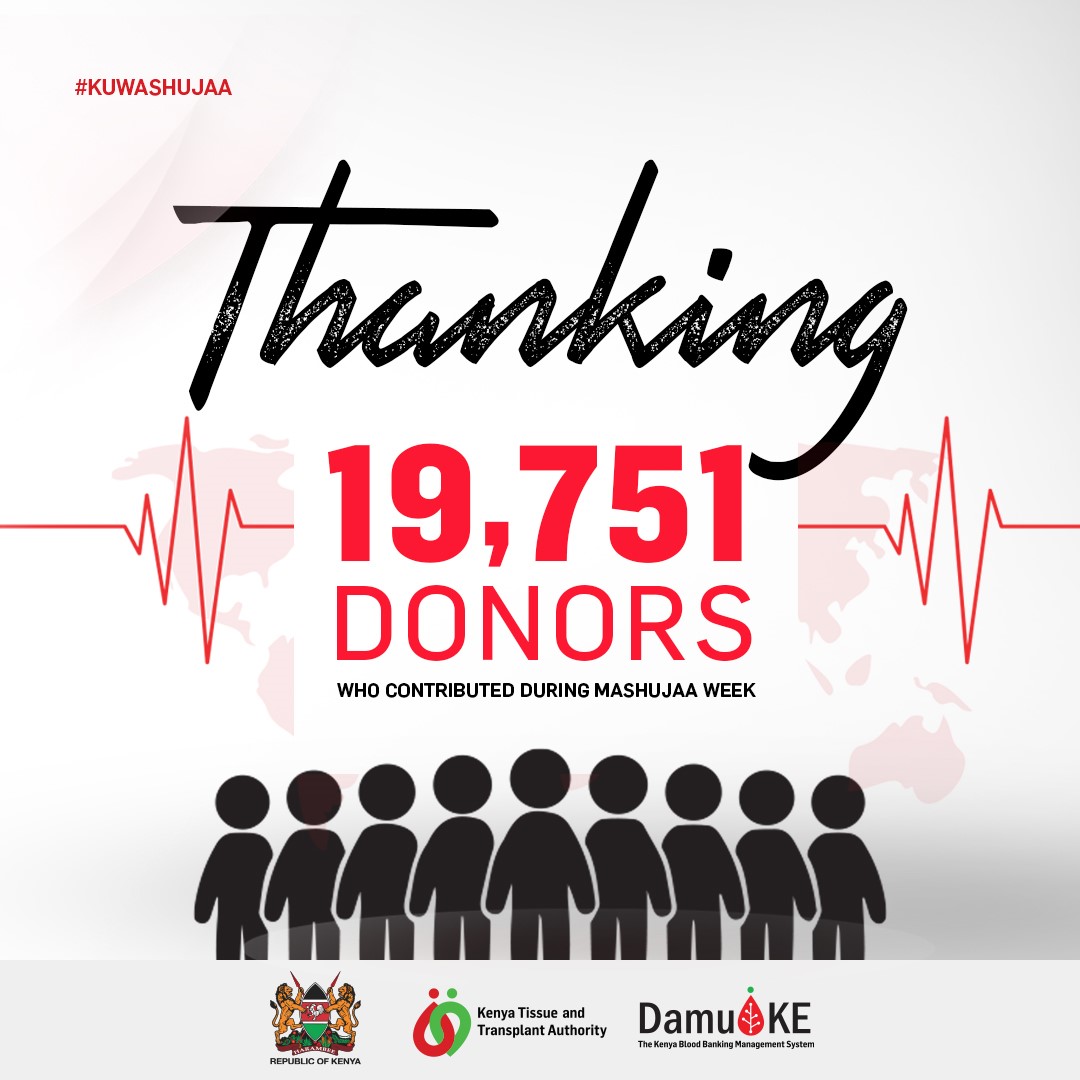 #KUWASHUJAA
Thanking
19,751
DONORS
WHO CONTRIBUTED DURING MASHUJAA WEEK
HARAMBEE
REPUBLIC OF KENYA
Kenya Tissue and
Transplant Authority
DamuKE
The Kenya Blood Banking Management System